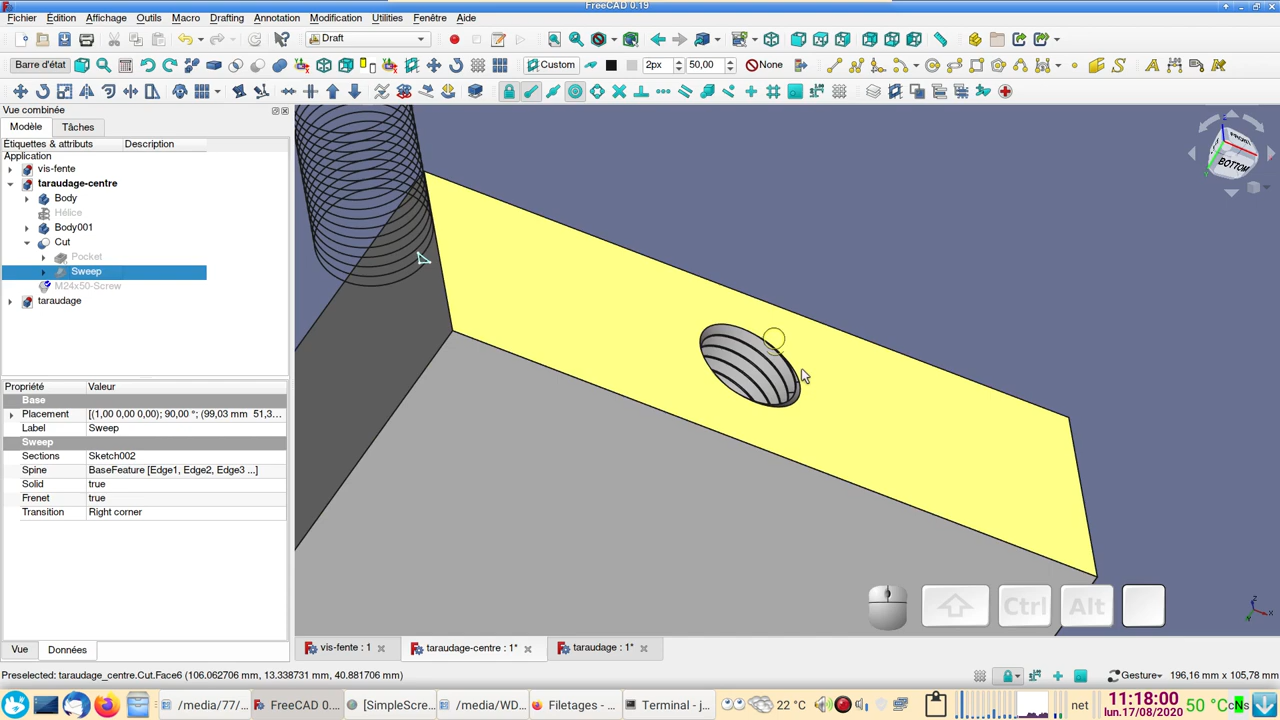 FreeCAD 0.19
Fichier Édition Affichage Outils Macro Drafting Annotation Modification Utilities Fenêtre Aide
Draft
Barre d'état Custom 2px 50,00 None
Vue combinée
Modèle Tâches
Étiquettes & attributs Description
Application
vis-fente
taraudage-centre
Body
Hélice
Body001
Cut
Pocket
Sweep
M24x50-Screw
taraudage
Propriété Valeur
Base
Placement [(1,00 0,00 0,00); 90,00 °; (99,03 mm 51,3...
Label Sweep
Sweep
Sections Sketch002
Spine BaseFeature [Edge1, Edge2, Edge3 ...]
Solid true
Frenet true
Transition Right corner
FRONT
BOTTOM
Ctrl Alt
Vue Données
vis-fente : 1 taraudage-centre : 1* taraudage : 1*
Preselected: taraudage_centre.Cut.Face6 (106.062706 mm, 13.338731 mm, 40.881706 mm) Gesture 196,16 mm x 105,78 mm
/media/77/... FreeCAD 0.... [SimpleScre... /media/WD... Filetages - ... Terminal - j... 22 °C net 11:18:00 lun.17/08/2020 50 °C